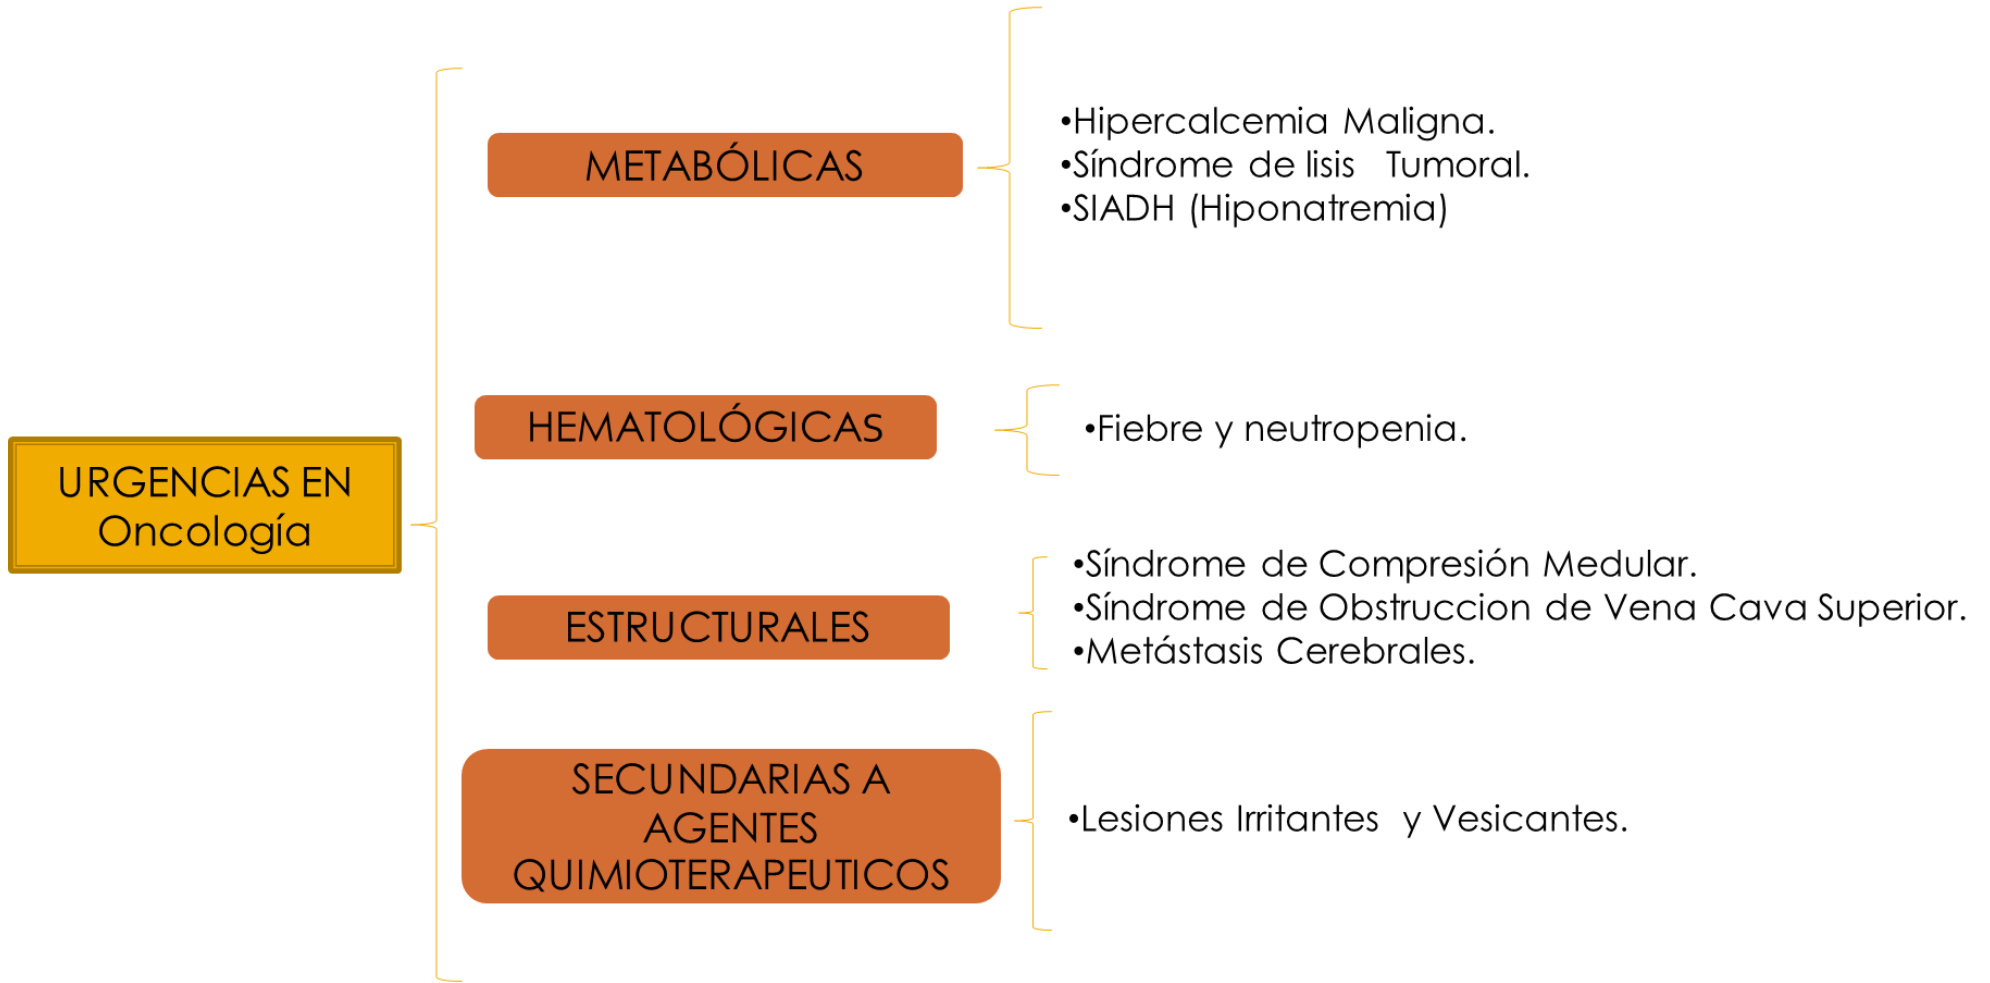 URGENCIAS EN
Oncología
METABÓLICAS
•Hipercalcemia Maligna.
•Síndrome de lisis Tumoral.
•SIADH (Hiponatremia)
HEMATOLÓGICAS
•Fiebre y neutropenia.
ESTRUCTURALES
•Síndrome de Compresión Medular.
•Síndrome de Obstruccion de Vena Cava Superior.
•Metástasis Cerebrales.
SECUNDARIAS A
AGENTES
QUIMIOTERAPEUTICOS
•Lesiones Irritantes y Vesicantes.